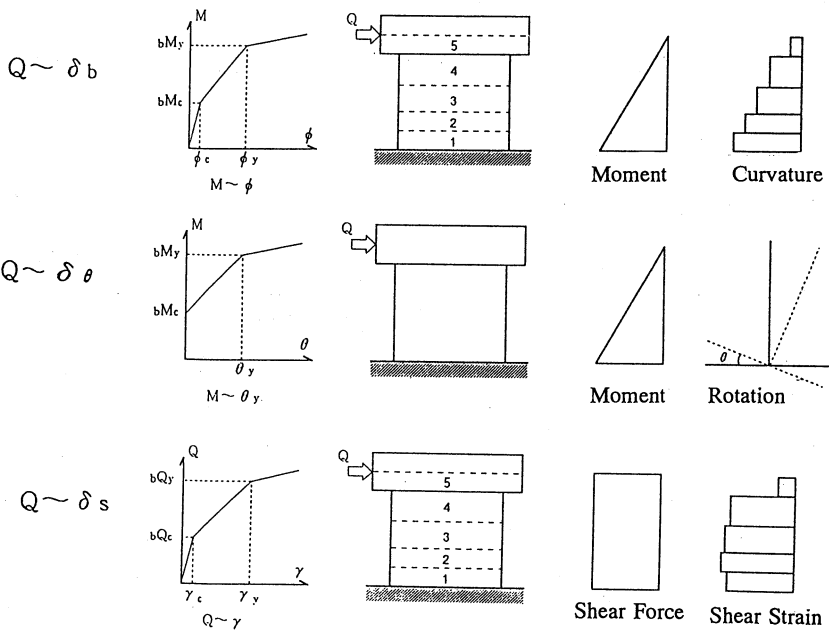 Q～δb
M
bMy
bMc
φc φy φ
M～φ
Q
5
4
3
2
1
Moment
Curvature
Q～δθ
M
bMy
bMc
θy θ
M～θy.
Q
Moment
θ
Rotation
Q～δs
Q
bQy
bQc
γc γy γ
Q～γ
Q
5
4
3
2
1
Shear Force
Shear Strain